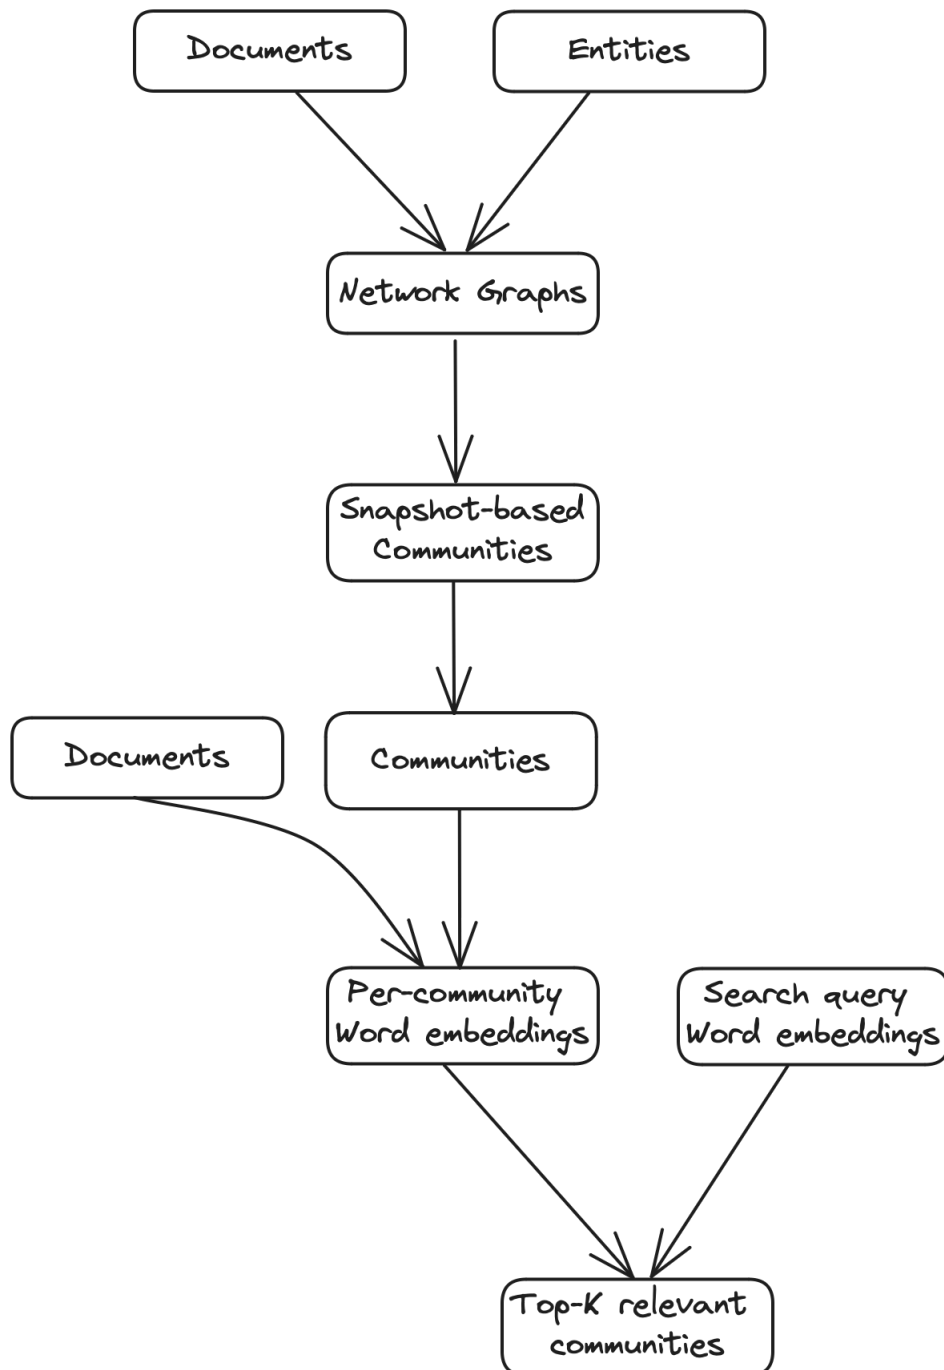 Documents
Entities
Network Graphs
Snapshot-based
Communities
Documents
Communities
Per-community
Word embeddings
Search query
Word embeddings
Top-K relevant
communities